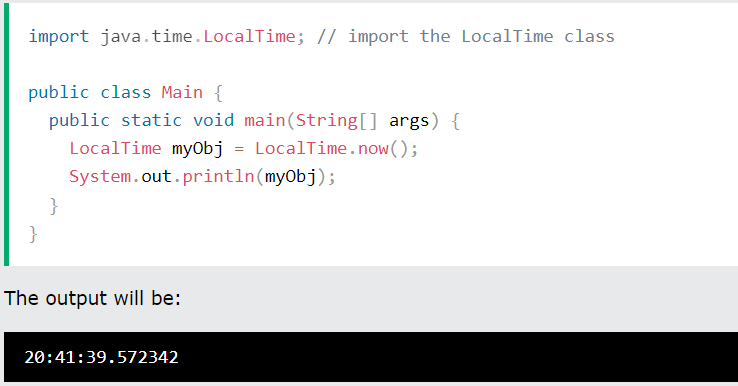 import java.time.LocalTime; // import the LocalTime class
public class Main {
public static void main(String[] args) {
LocalTime myObj = LocalTime.now();
System.out.println(myObj);
}
}
The output will be:
20:41:39.572342